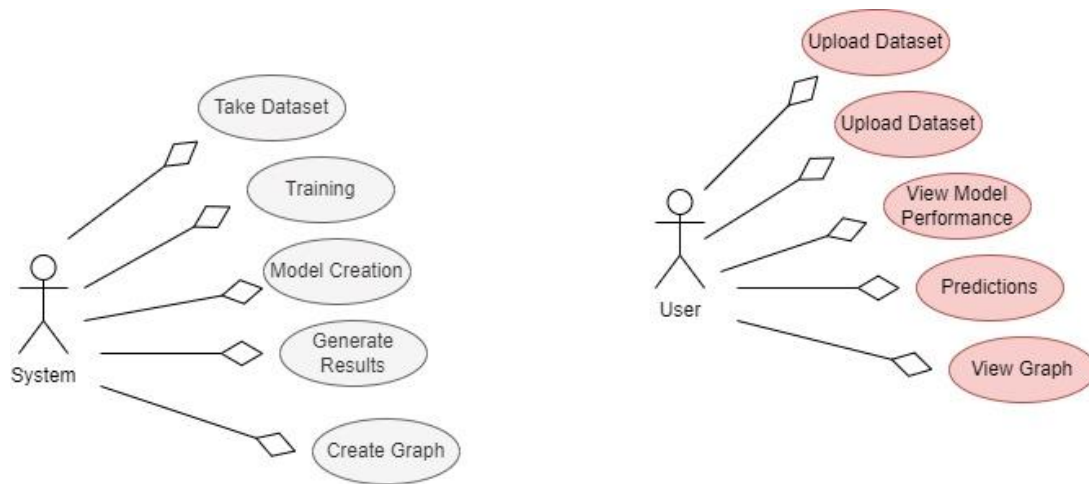 Take Dataset
Training
Model Creation
Generate
Results
Create Graph
System
Upload Dataset
Upload Dataset
View Model
Performance
Predictions
View Graph
User